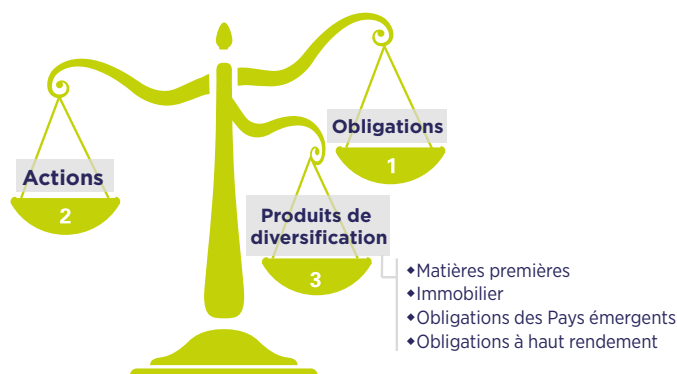 Obligations
1
Actions
2
Produits de
diversification
3
◆Matières premières
◆Immobilier
◆Obligations des Pays émergents
◆Obligations à haut rendement